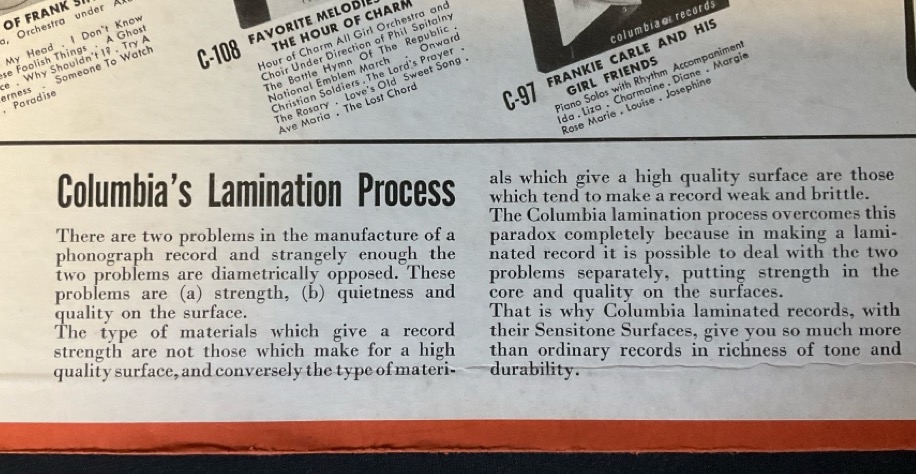 OF FRANK
Orchestra under
My Head . I Don't Know
Foolish Things . A Ghost
Why Shouldn't I? . Try A
Someone To Watch
. Paradise
C-108 FAVORITE MELODIES
THE HOUR OF CHARM
Hour of Charm All Girl Orchestra and
Choir Under Direction of Phil Spitalny
The Battle Hymn Of The Republic .
National Emblem March . Onward
Christian Soldiers . The Lord's Prayer .
The Rosary . Love's Old Sweet Song .
Ave Maria . The Lost Chord
columbia records
C-97 FRANKIE CARLE AND HIS
GIRL FRIENDS
Piano Solos with Rhythm Accompaniment
Ida . Liza . Charmaine . Diane . Margie
Rose Marie . Louise . Josephine
Columbia's Lamination Process
There are two problems in the manufacture of a
phonograph record and strangely enough the
two problems are diametrically opposed. These
problems are (a) strength, (b) quietness and
quality on the surface.
The type of materials which give a record
strength are not those which make for a high
quality surface, and conversely the type of materi-
als which give a high quality surface are those
which tend to make a record weak and brittle.
The Columbia lamination process overcomes this
paradox completely because in making a lami-
nated record it is possible to deal with the two
problems separately, putting strength in the
core and quality on the surfaces.
That is why Columbia laminated records, with
their Sensitone Surfaces, give you so much more
than ordinary records in richness of tone and
durability.